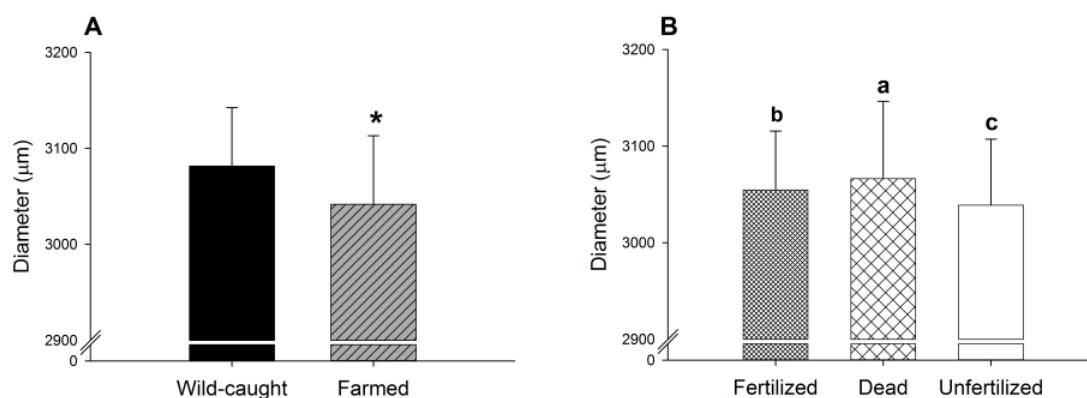 A
3200
3100
3000
2900
0
Diameter (μm)
*
Wild-caught Farmed
B
3200
3100
3000
2900
0
Diameter (μm)
b a c
Fertilized Dead Unfertilized